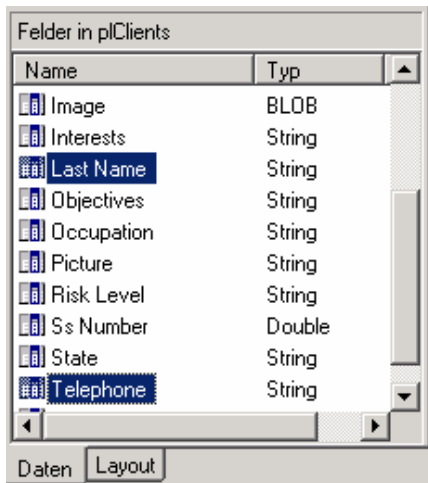 Felder in plClients
Name Typ
Image BLOB
Interests String
Last Name String
Objectives String
Occupation String
Picture String
Risk Level String
Ss Number Double
State String
Telephone String
Daten Layout